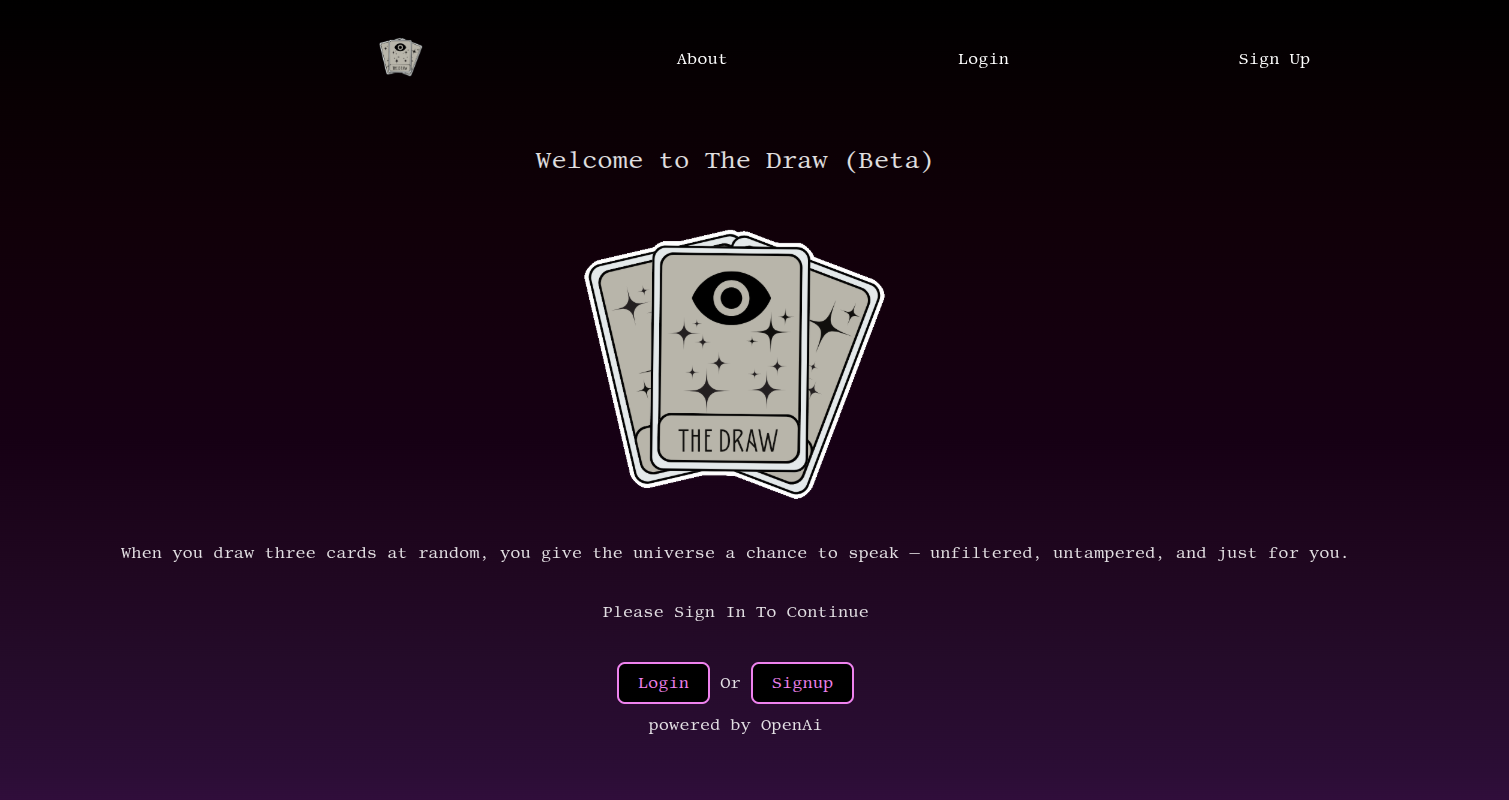 About Login Sign Up
Welcome to The Draw (Beta)
THE DRAW
When you draw three cards at random, you give the universe a chance to speak — unfiltered, untampered, and just for you.
Please Sign In To Continue
Login Or Signup
powered by OpenAi